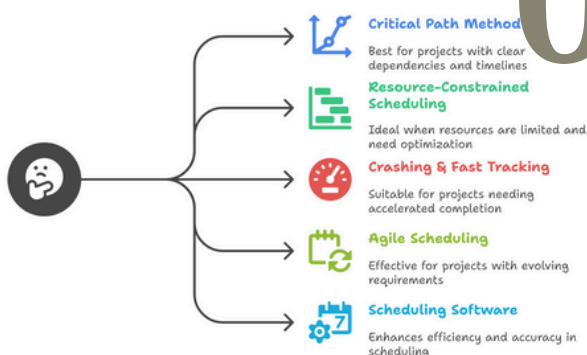 Critical Path Method
Best for projects with clear
dependencies and timelines
Resource-Constrained
Scheduling
Ideal when resources are limited and
need optimization
Crashing & Fast Tracking
Suitable for projects needing
accelerated completion
Agile Scheduling
Effective for projects with evolving
requirements
7
Scheduling Software
Enhances efficiency and accuracy in
scheduling